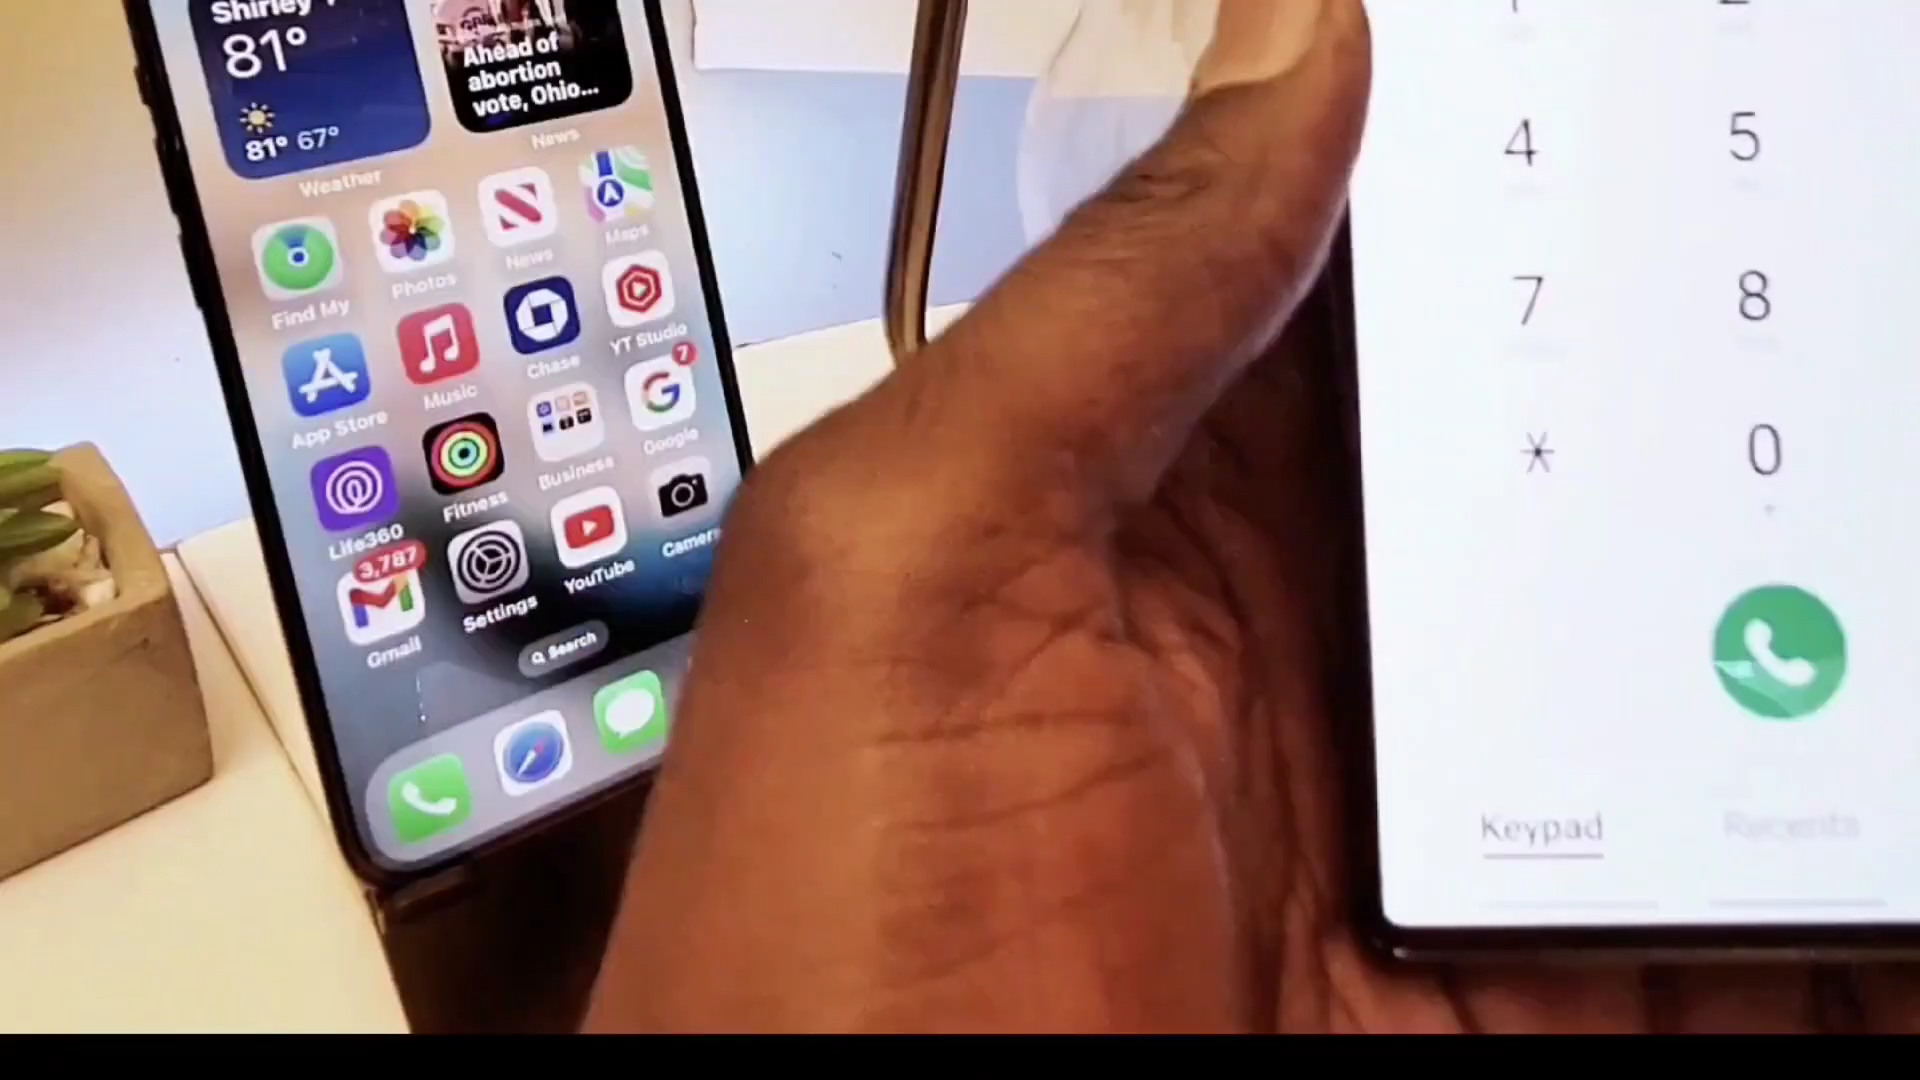 Shirley
81°
81° 67°
Weather
Ahead of
abortion
vote, Ohio...
News
Find My
Photos
News
Maps
App Store
Music
Chase
YT Studio
Life360
Fitness
Business
7
Google
3,787
Gmail
Settings
YouTube
Camera
Search
4
5
7
8
*
0
Keypad
Recents